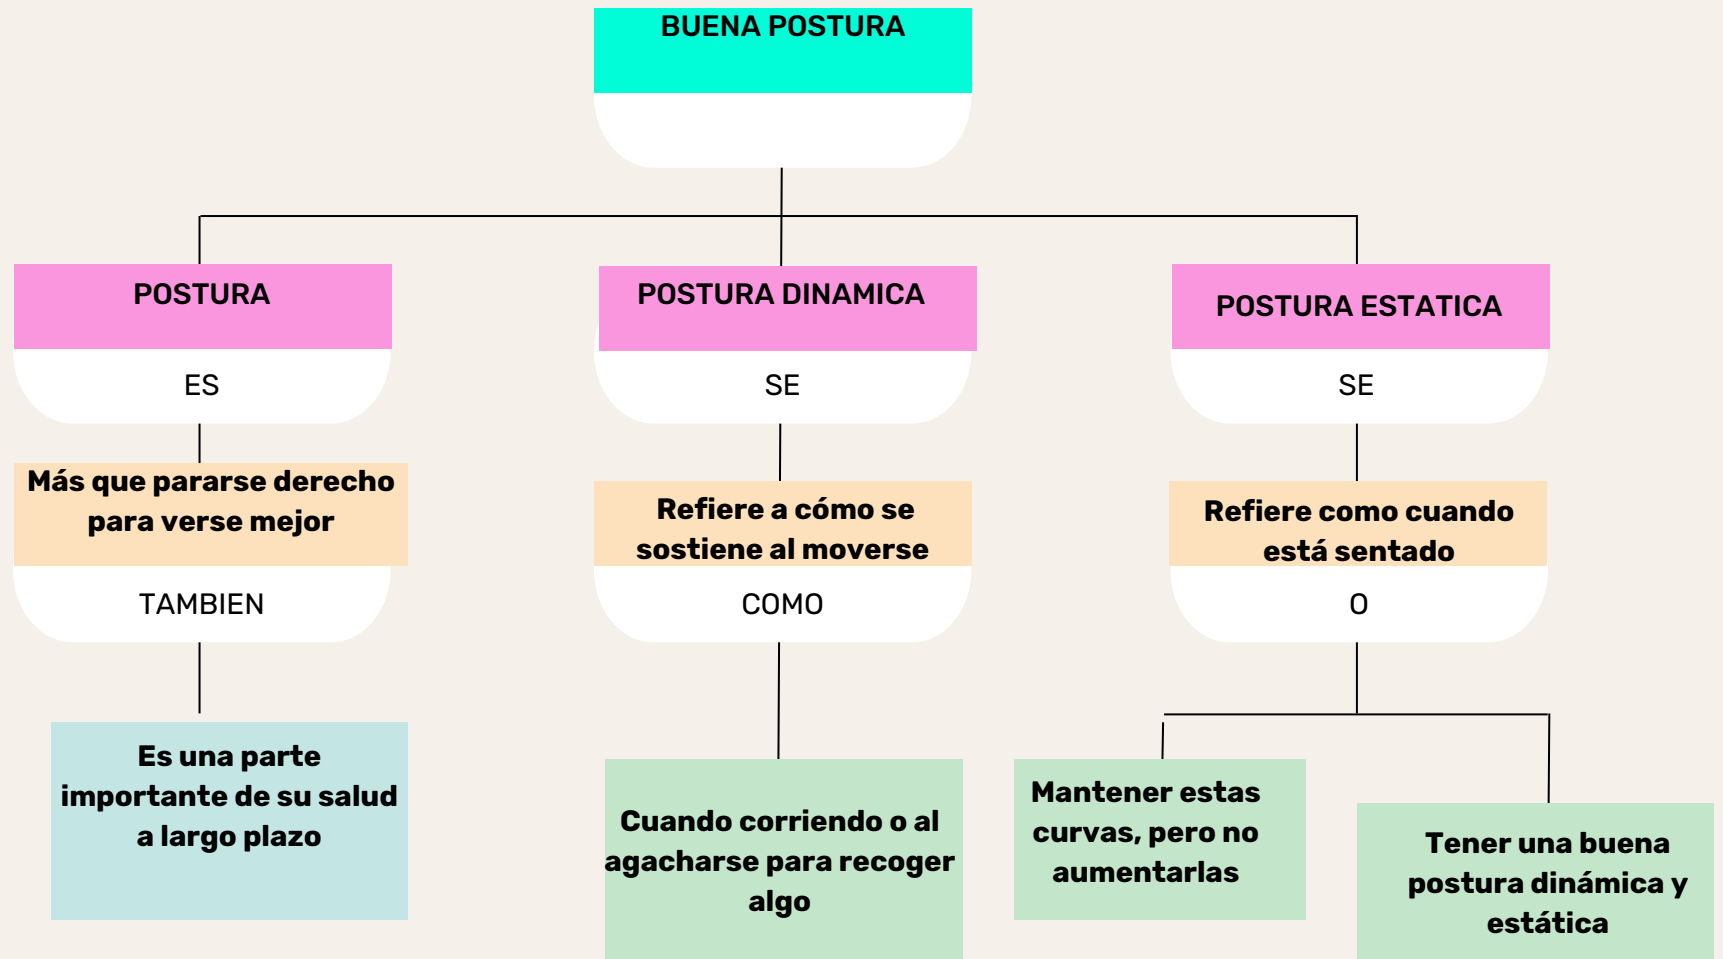 BUENA POSTURA
POSTURA
ES
Más que pararse derecho
para verse mejor
TAMBIEN
Es una parte
importante de su salud
a largo plazo
POSTURA DINAMICA
SE
Refiere a cómo se
sostiene al moverse
COMO
Cuando corriendo o al
agacharse para recoger
algo
POSTURA ESTATICA
SE
Refiere como cuando
está sentado
O
Mantener estas
curvas, pero no
aumentarlas
Tener una buena
postura dinámica y
estática